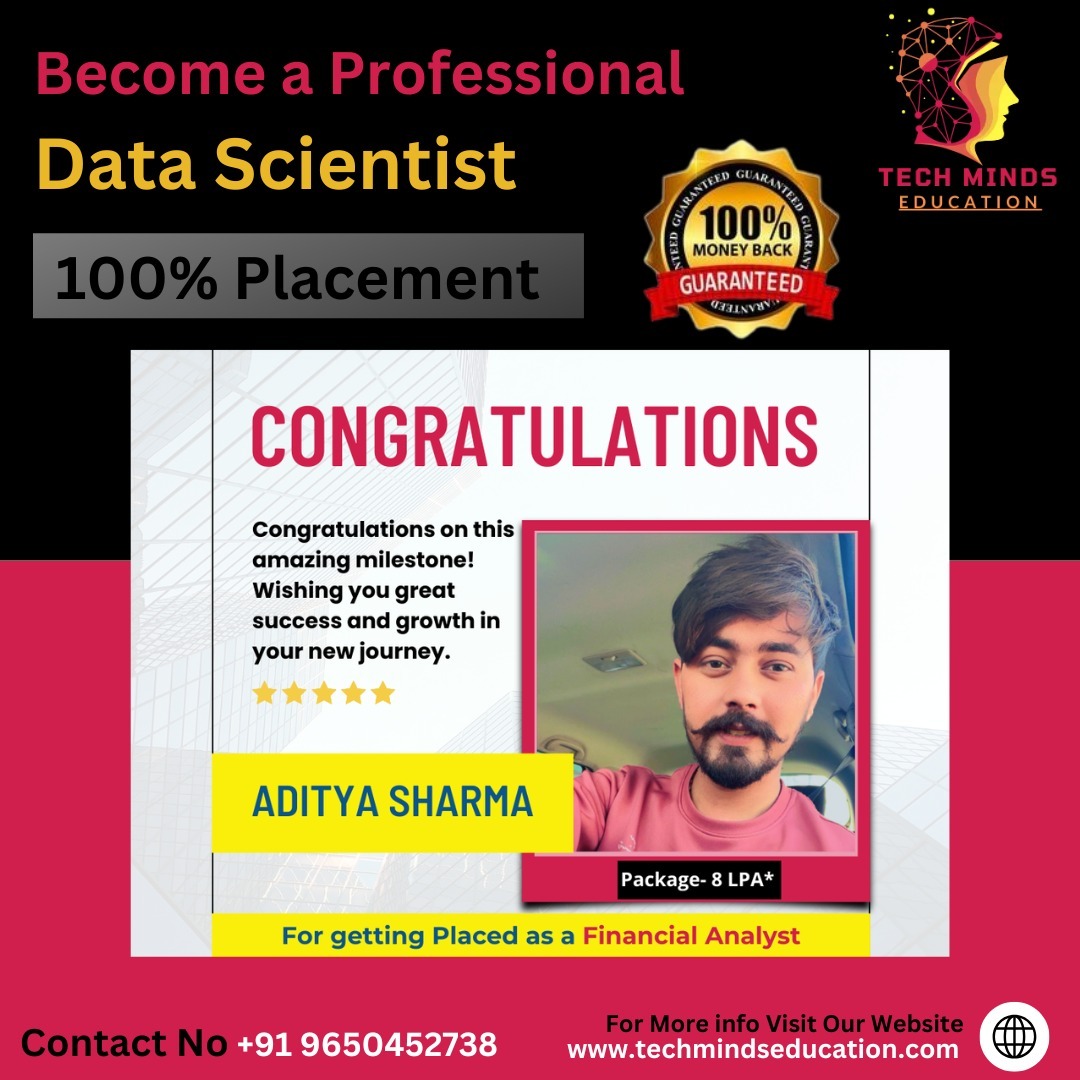 Become a Professional
Data Scientist
100% Placement
TECH MINDS
EDUCATION
GUARANTEED GUARANTEED
100%
MONEY BACK
GUARANTEED
CONGRATULATIONS
Congratulations on this
amazing milestone!
Wishing you great
success and growth in
your new journey.
ADITYA SHARMA
Package- 8 LPA*
For getting Placed as a Financial Analyst
Contact No +91 9650452738
For More info Visit Our Website
www.techmindseducation.com